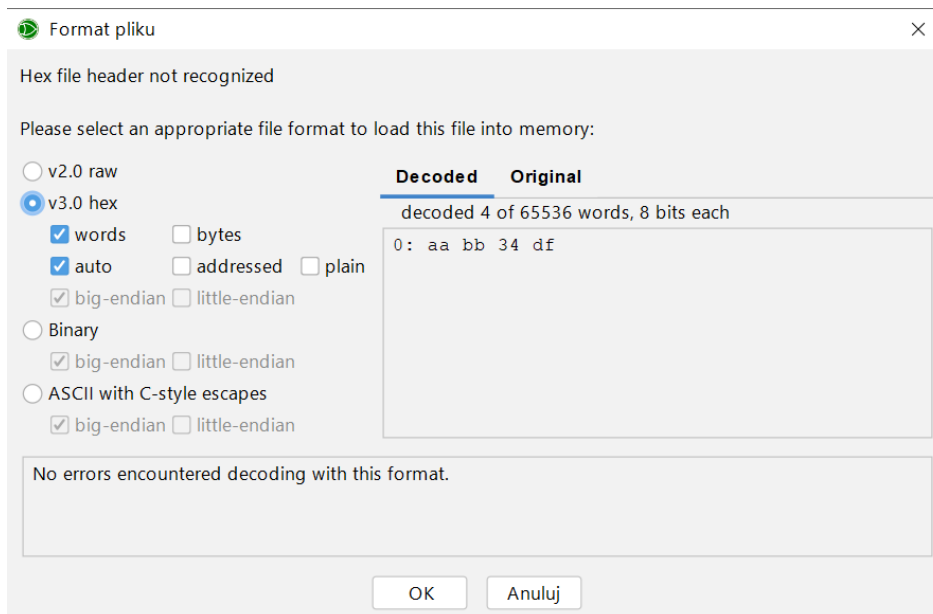 Format pliku
Hex file header not recognized
Please select an appropriate file format to load this file into memory:
v2.0 raw
v3.0 hex
words bytes
auto addressed plain
big-endian little-endian
Binary
big-endian little-endian
ASCII with C-style escapes
big-endian little-endian
Decoded Original
decoded 4 of 65536 words, 8 bits each
0: aa bb 34 df
No errors encountered decoding with this format.
OK Anuluj